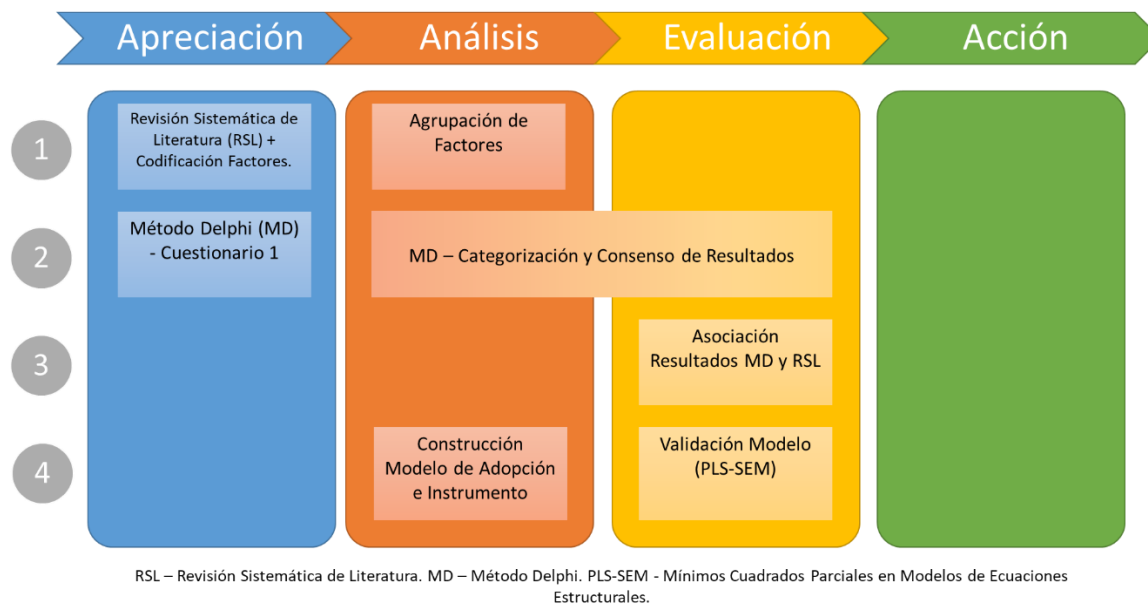 Apreciación
Análisis
Evaluación
Acción
1
Revisión Sistemática de
Literatura (RSL) +
Codificación Factores.
Agrupación de
Factores
2
Método Delphi (MD)
- Cuestionario 1
MD – Categorización y Consenso de Resultados
3
Asociación
Resultados MD y RSL
4
Construcción
Modelo de Adopción
e Instrumento
Validación Modelo
(PLS-SEM)
RSL – Revisión Sistemática de Literatura. MD – Método Delphi. PLS-SEM - Mínimos Cuadrados Parciales en Modelos de Ecuaciones
Estructurales.